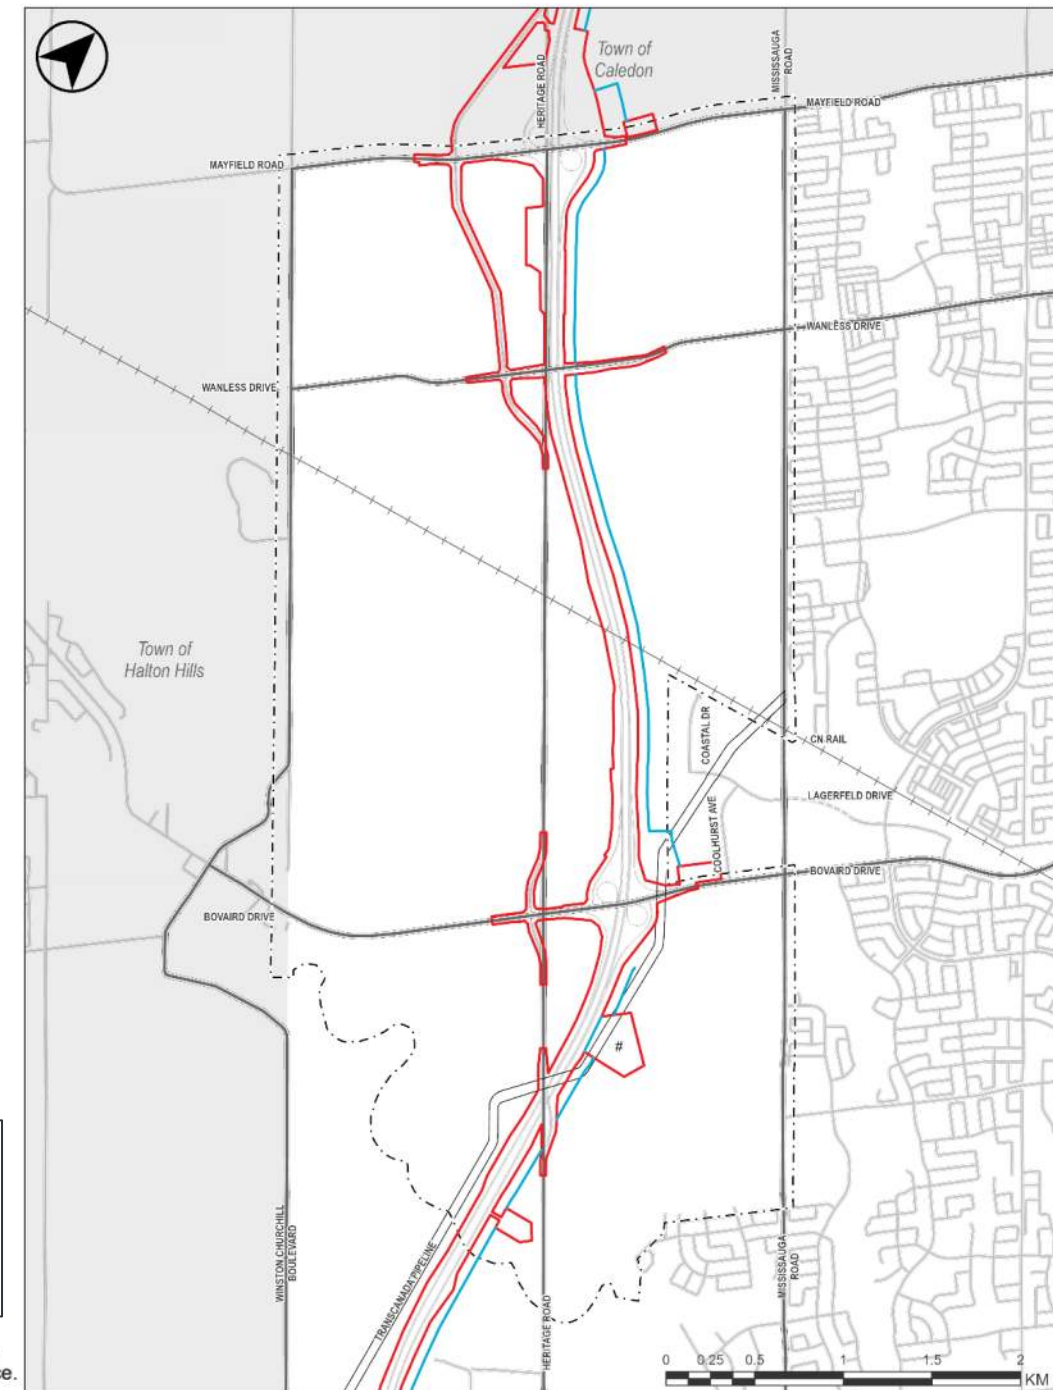 Town of
Caledon
HERITAGE ROAD
MISSISSAUGA
ROAD
MAYFIELD ROAD
MAYFIELD ROAD
WANLESS DRIVE
WANLESS DRIVE
Town of
Halton Hills
COASTAL DR
CN RAIL
LAGERFELD DRIVE
COOLHURST AVE
BOVAIRD DRIVE
BOVAIRD DRIVE
#
WINSTON CHURCHILL
BOULEVARD
TRANSCANADA PIPELINE
HERITAGE ROAD
MISSISSAUGA
ROAD
0 0.25 0.5 1 1.5 2
KM
ce.